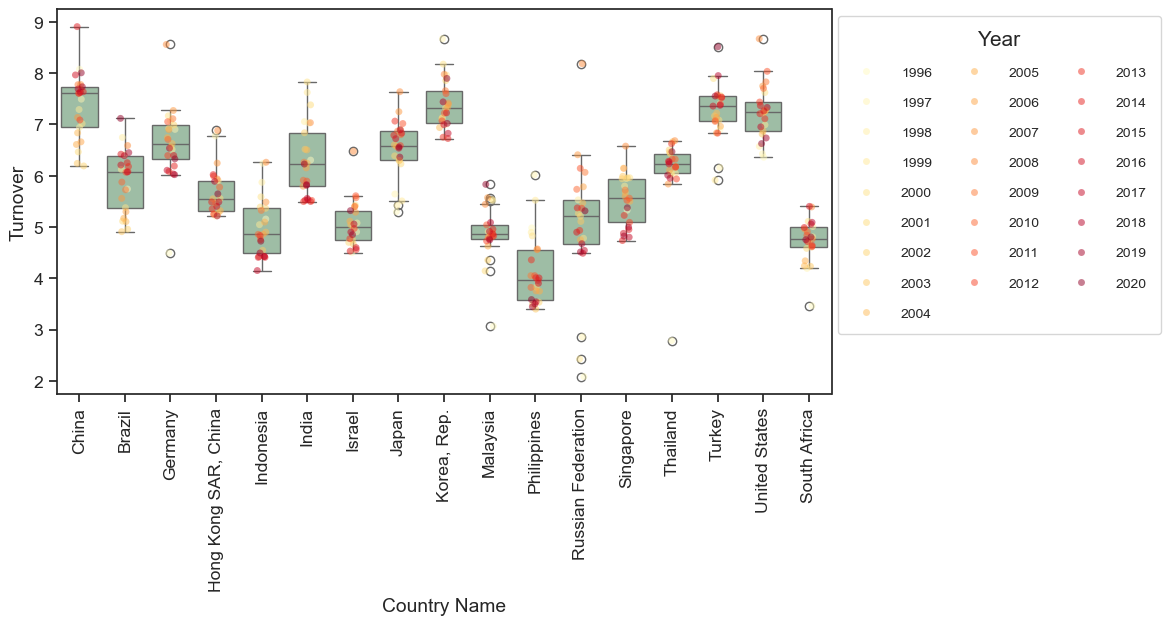 Turnover
9
8
7
6
5
4
3
2
China
Brazil
Germany
Hong Kong SAR, China
Indonesia
India
Israel
Japan
Korea, Rep.
Malaysia
Philippines
Russian Federation
Singapore
Thailand
Turkey
United States
South Africa
Country Name
Year
1996 2005 2013
1997 2006 2014
1998 2007 2015
1999 2008 2016
2000 2009 2017
2001 2010 2018
2002 2011 2019
2003 2012 2020
2004